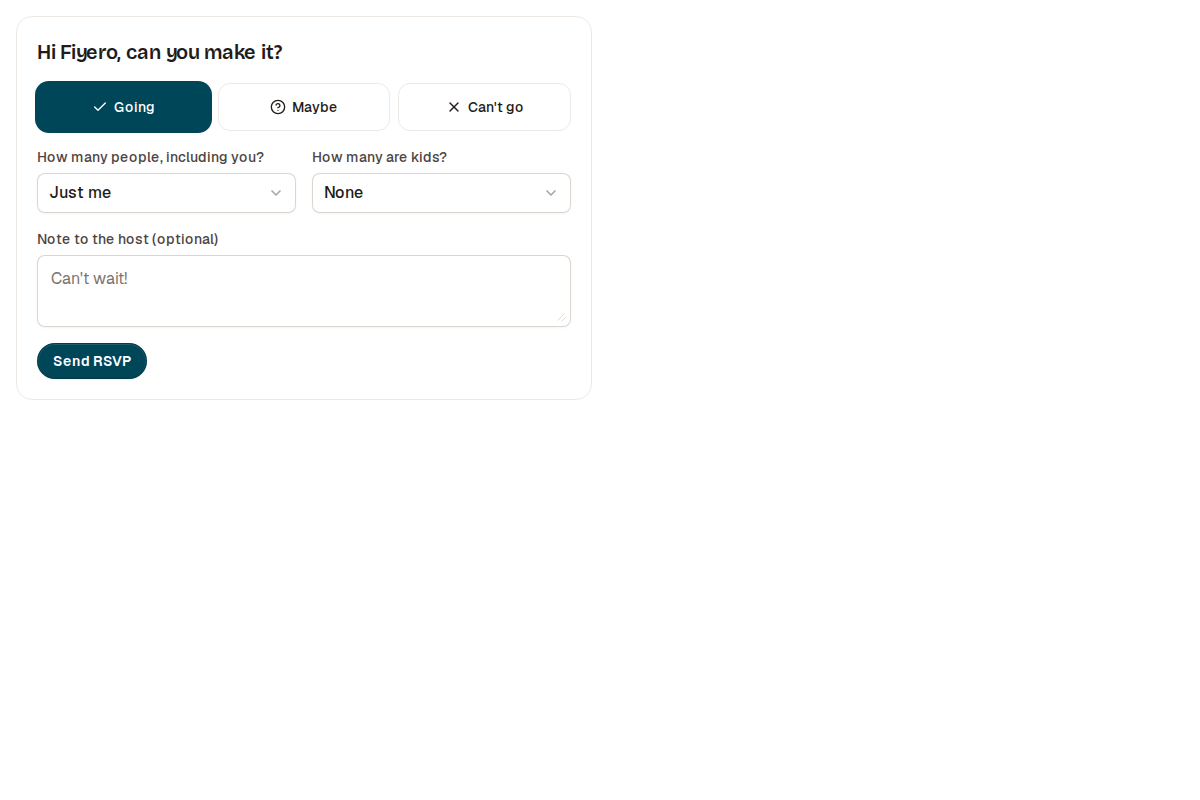 Hi Fiyero, can you make it?
Going
Maybe
Can't go
How many people, including you?
How many are kids?
Just me
None
Note to the host (optional)
Can't wait!
Send RSVP